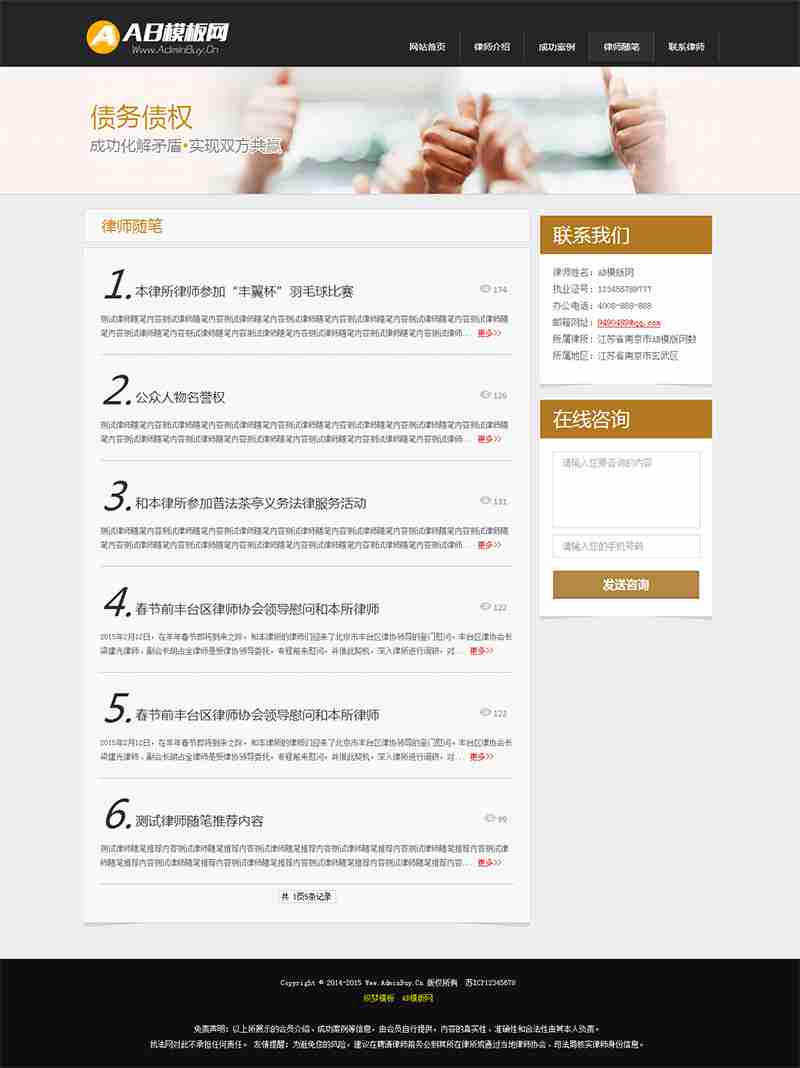 AB模板网
Www.AdminBuy.Cn
网站首页 律师介绍 成功案例 律师随笔 联系律师
债务债权
成功化解矛盾•实现双方共赢
律师随笔
1.本律所律师参加“丰翼杯”羽毛球比赛 174
测试律师随笔内容测试律师随笔内容测试律师随笔内容测试律师随笔内容测试律师随笔内容测试律师随笔内容测试律师随笔
内容测试律师随笔内容测试律师随笔内容测试律师随笔内容测试律师随笔内容测试律师... 更多>>
2.公众人物名誉权 126
测试律师随笔内容测试律师随笔内容测试律师随笔内容测试律师随笔内容测试律师随笔内容测试律师随笔内容测试律师随笔
内容测试律师随笔内容测试律师随笔内容测试律师随笔内容测试律师随笔内容测试律师... 更多>>
3.和本律所参加普法茶亭义务法律服务活动 131
测试律师随笔内容测试律师随笔内容测试律师随笔内容测试律师随笔内容测试律师随笔内容测试律师随笔内容测试律师随笔
内容测试律师随笔内容测试律师随笔内容测试律师随笔内容测试律师随笔内容测试律师... 更多>>
4.春节前丰台区律师协会领导慰问和本所律师 122
2015年2月12日，在羊年春节即将到来之际，和本律所的律师们迎来了北京市丰台区律协领导的登门慰问。丰台区律协会长
梁建光律师、副会长胡占全律师是受律协领导委托，专程前来慰问，并借此契机，深入律所进行调研，对... 更多>>
5.春节前丰台区律师协会领导慰问和本所律师 122
2015年2月12日，在羊年春节即将到来之际，和本律所的律师们迎来了北京市丰台区律协领导的登门慰问。丰台区律协会长
梁建光律师、副会长胡占全律师是受律协领导委托，专程前来慰问，并借此契机，深入律所进行调研，对... 更多>>
6.测试律师随笔推荐内容 99
测试律师随笔推荐内容测试律师随笔推荐内容测试律师随笔推荐内容测试律师随笔推荐内容测试律师随笔推荐内容测试律师
随笔推荐内容测试律师随笔推荐内容测试律师随笔推荐内容测试律师随笔推荐内容... 更多>>
共 1页6条记录
联系我们
律师姓名：AB模版网
执业证号：123456789777
办公电话：4008-888-888
邮箱网址：9490489@qq.com
所属律所：江苏省南京市AB模版网数
所属地区：江苏省南京市玄武区
在线咨询
请输入您要咨询的内容
请输入您的手机号码
发送咨询
Copyright © 2014-2015 Www.AdminBuy.Cn 版权所有 苏ICP12345678
织梦模板 AB模板网
免责声明：以上所展示的会员介绍、成功案例等信息，由会员自行提供，内容的真实性、准确性和合法性由其本人负责。
执法网对此不承担任何责任。 友情提醒：为避免您的风险，建议在聘请律师前务必到其所在律所或通过当地律师协会、司法局核实律师身份信息。